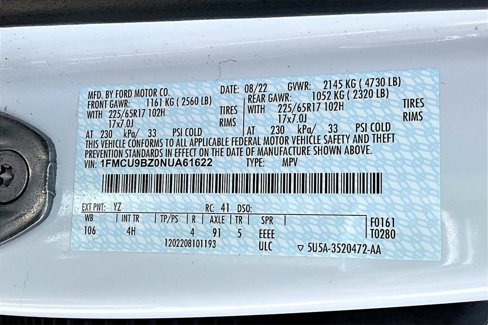 MFD. BY FORD MOTOR CO. 08/22 GVWR: 2145 KG (4730 LB)
FRONT GAWR: 1161 KG (2560 LB) REAR GAWR: 1052 KG (2320 LB)
WITH 225/65R17 102H TIRES WITH 225/65R17 102H TIRES
17x7.0J RIMS 17x7.0J RIMS
AT 230 kPa/ 33 PSI COLD AT 230 kPa/ 33 PSI COLD
THIS VEHICLE CONFORMS TO ALL APPLICABLE FEDERAL MOTOR VEHICLE SAFETY AND
THEFT PREVENTION STANDARDS IN EFFECT ON THE DATE OF MANUFACTURE SHOWN ABOVE.
VIN: 1FMCU9BZ0NUA61622 TYPE: MPV
EXT PNT: YZ RC: 41 DSO:
WB INT TR TP/PS R AXLE TR SPR F0161
106 4H 4 91 5 EEEE T02B0
1202208101193 ULC ▽ 5U5A-3520472-AA